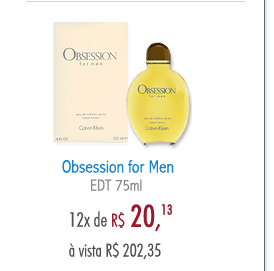 OBSESSION
for men
Calvin Klein
OBSESSION
for men
Calvin Klein
Obsession for Men
EDT 75ml
12x de R$ 20,13
à vista R$ 202,35